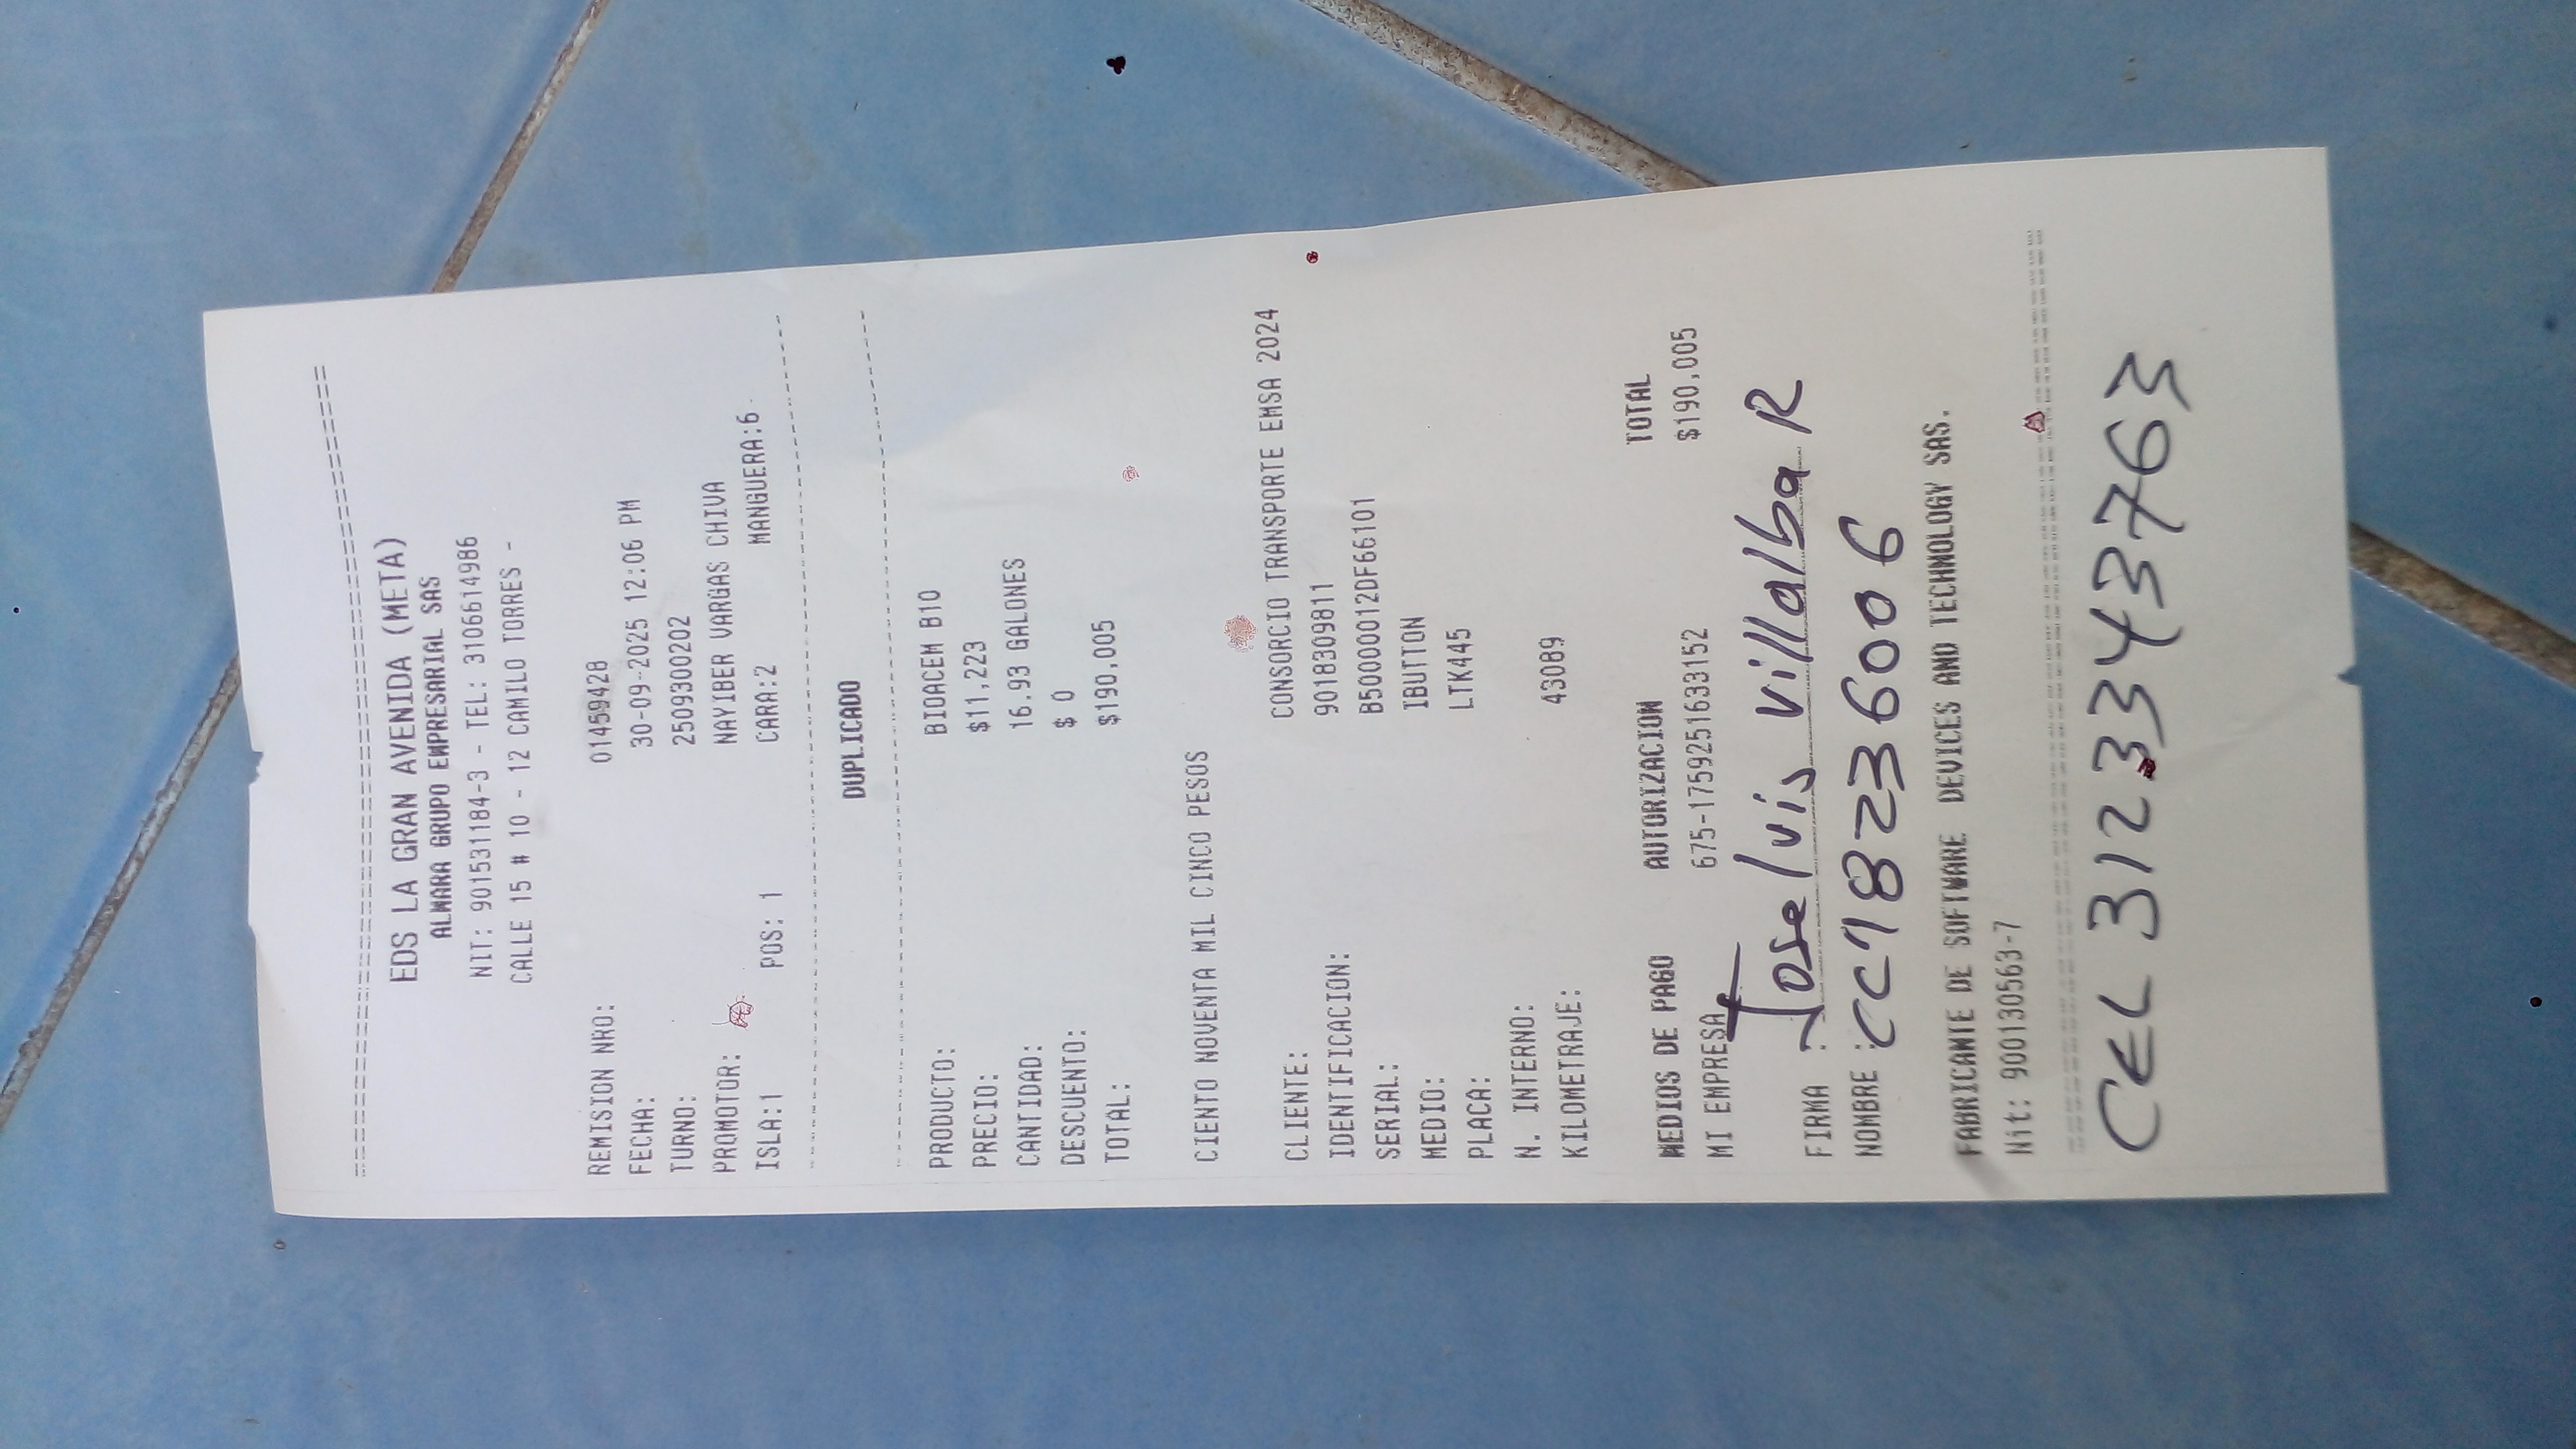 ================================================
EDS LA GRAN AVENIDA (META)
ALMARA GRUPO EMPRESARIAL SAS
NIT: 901531184-3 - TEL: 3106614986
CALLE 15 # 10 - 12 CAMILO TORRES -
REMISION NRO: 01459428
FECHA: 30-09-2025 12:06 PM
TURNO: 2509300202
PROMOTOR: NAYIBER VARGAS CHIVA
ISLA:1 POS: 1 CARA:2 MANGUERA:6
DUPLICADO
PRODUCTO: BIOACEM B10
PRECIO: $11,223
CANTIDAD: 16.93 GALONES
DESCUENTO: $ 0
TOTAL: $190,005
CIENTO NOVENTA MIL CINCO PESOS
CLIENTE: CONSORCIO TRANSPORTE EMSA 2024
IDENTIFICACION: 9018309811
SERIAL: B50000012DF66101
MEDIO: IBUTTON
PLACA: LTK445
N. INTERNO:
KILOMETRAJE: 43089
MEDIOS DE PAGO AUTORIZACION TOTAL
MI EMPRESA 675-1759251633152 $190,005
FIRMA : Jose lvis villalba R
NOMBRE : CC 18236006
FABRICANTE DE SOFTWARE DEVICES AND TECHNOLOGY SAS.
Nit: 900130563-7
CEL 3123343763